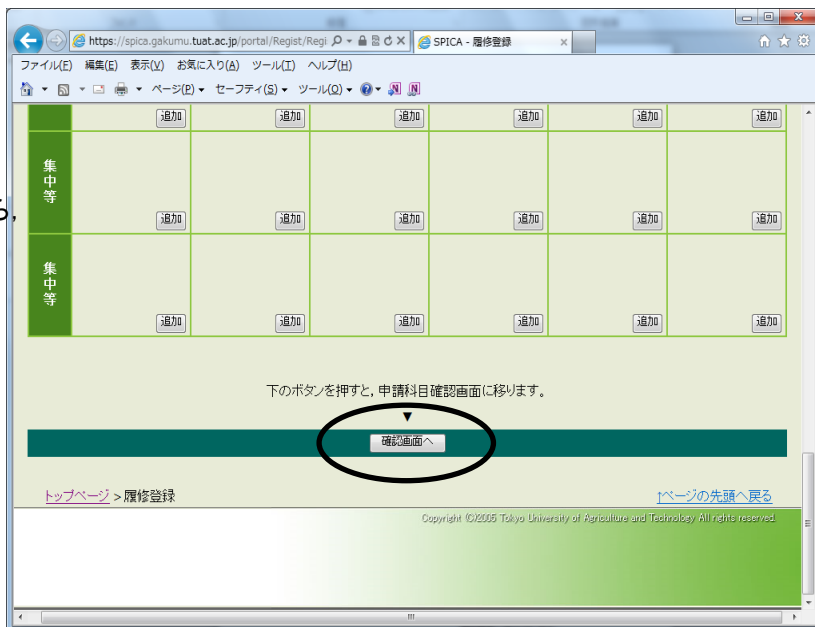 https://spica.gakumu.tuat.ac.jp/portal/Regist/Regi
SPICA - 履修登録
ファイル(F) 編集(E) 表示(V) お気に入り(A) ツール(T) ヘルプ(H)
ページ(P) セーフティ(S) ツール(O)
追加 追加 追加 追加 追加 追加
集中等
追加 追加 追加 追加 追加 追加
集中等
追加 追加 追加 追加 追加 追加
下のボタンを押すと，申請科目確認画面に移ります。
▼
確認画面へ
トップページ > 履修登録
↑ページの先頭へ戻る
Copyright (C)2005 Tokyo University of Agriculture and Technology All rights reserved.